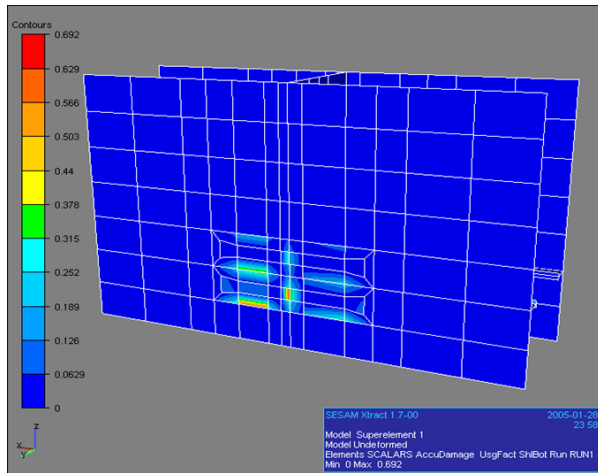 Contours
0.692
0.629
0.566
0.503
0.44
0.378
0.315
0.252
0.189
0.126
0.0629
0
z
x
y
SESAM Xtract 1.7-00 2005-01-28
23 58
Model Superelement 1
Model Undeformed
Elements SCALARS AccuDamage UsgFact ShlBot Run RUN1
Min 0 Max 0.692